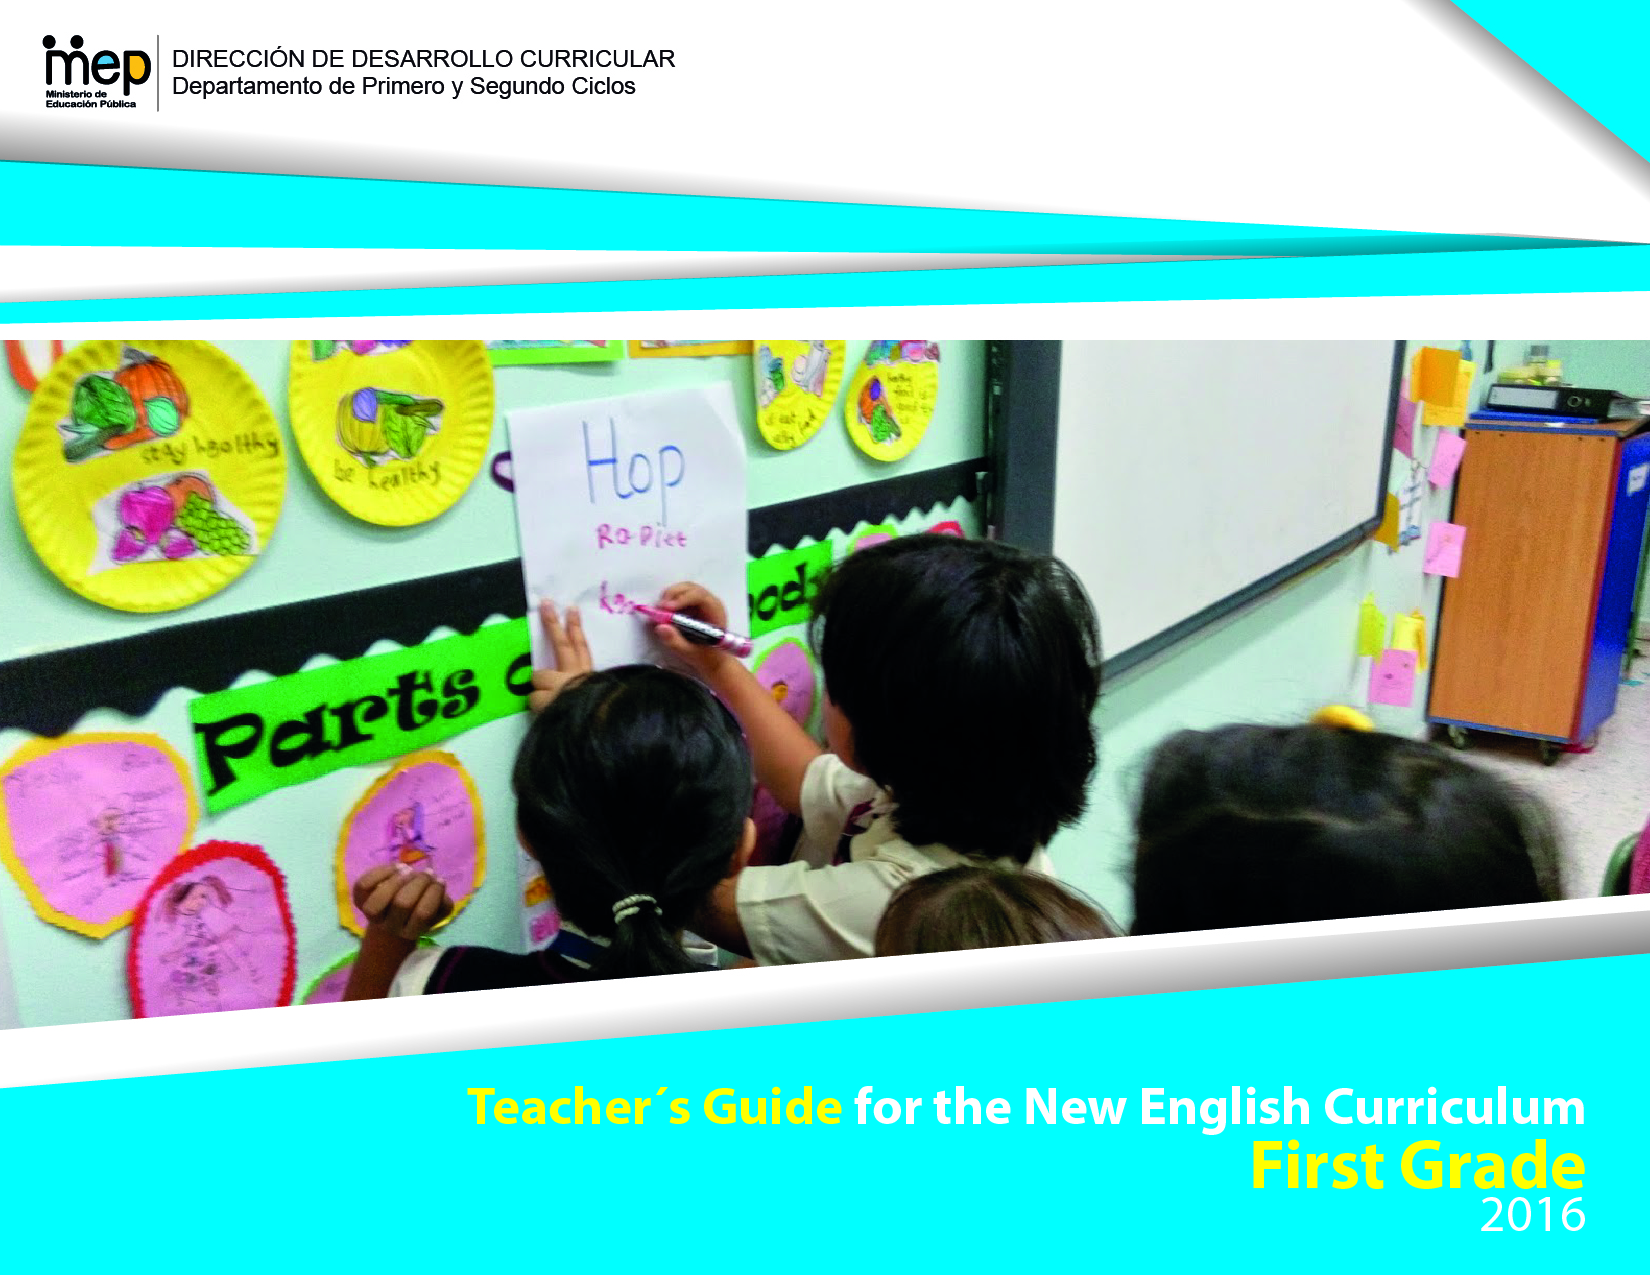 mep
Ministerio de
Educación Pública
DIRECCIÓN DE DESARROLLO CURRICULAR
Departamento de Primero y Segundo Ciclos
stay healthy
be healthy
Hop
Parts
Teacher´s Guide for the New English Curriculum
First Grade
2016